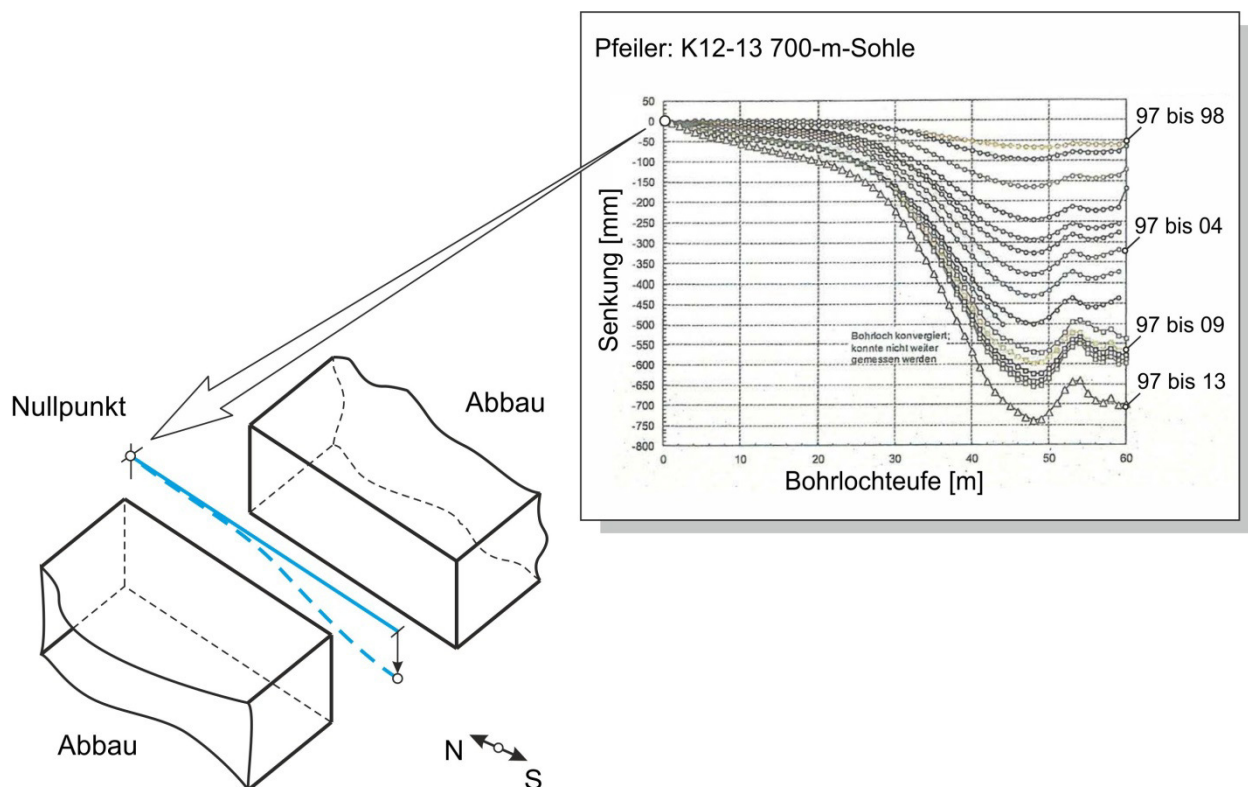 Pfeiler: K12-13 700-m-Sohle
50
0
-50
-100
-150
-200
-250
-300
-350
-400
-450
-500
-550
-600
-650
-700
-750
-800
Senkung [mm]
0
10
20
30
40
50
60
Bohrlochteufe [m]
Bohrloch konvergiert;
konnte nicht weiter
gemessen werden
97 bis 98
97 bis 04
97 bis 09
97 bis 13
Nullpunkt
Abbau
Abbau
N
S